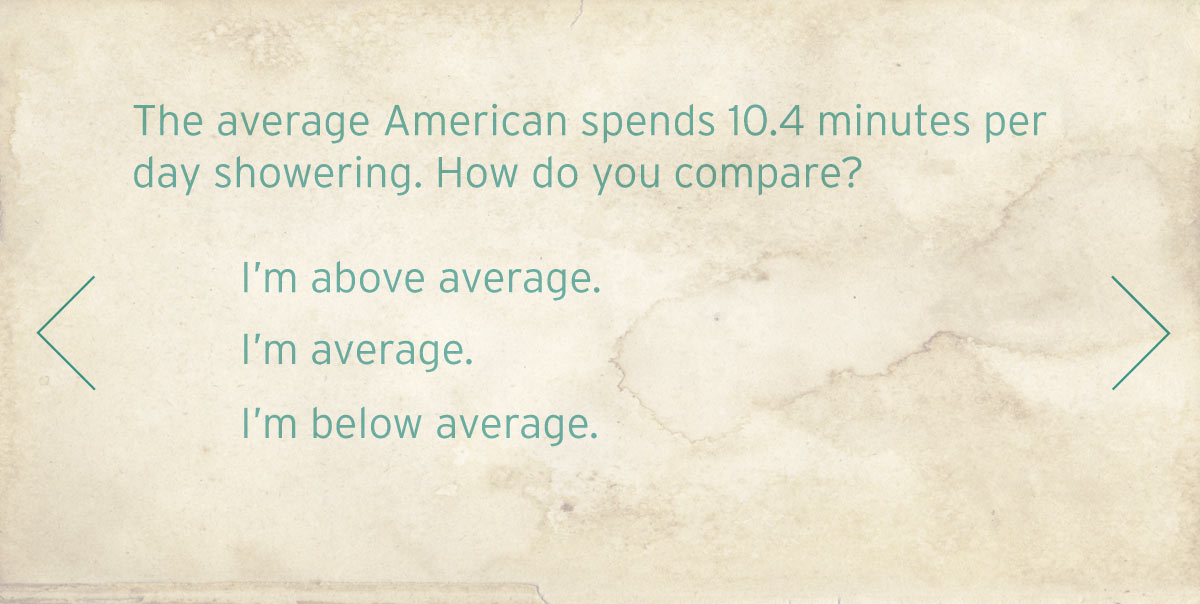 The average American spends 10.4 minutes per
day showering. How do you compare?
I’m above average.
I’m average.
I’m below average.